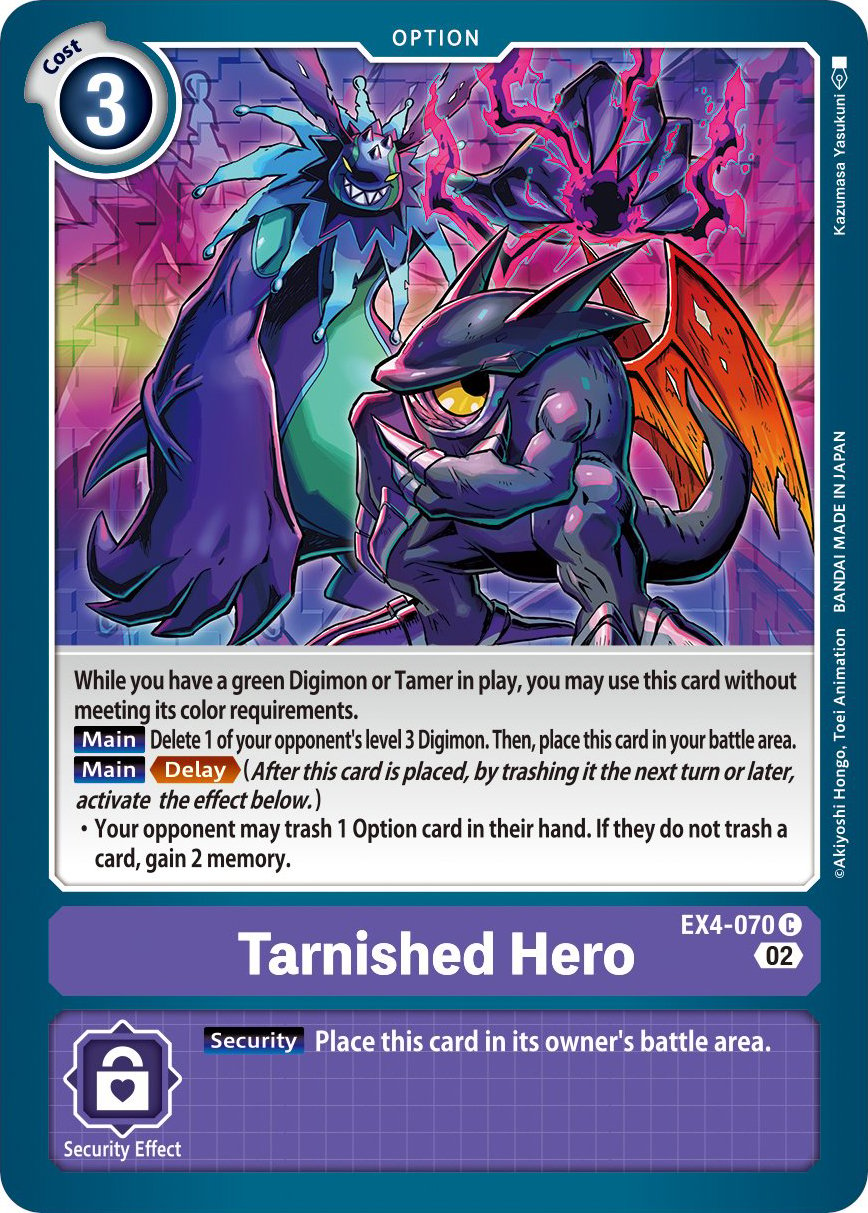 OPTION
Cost
3
Kazumasa Yasukuni
While you have a green Digimon or Tamer in play, you may use this card without
meeting its color requirements.
Main Delete 1 of your opponent's level 3 Digimon. Then, place this card in your battle area.
Main Delay (After this card is placed, by trashing it the next turn or later,
activate the effect below.)
・Your opponent may trash 1 Option card in their hand. If they do not trash a
card, gain 2 memory.
©Akiyoshi Hongo, Toei Animation BANDAI MADE IN JAPAN
EX4-070 C
Tarnished Hero
02
Security Place this card in its owner's battle area.
Security Effect